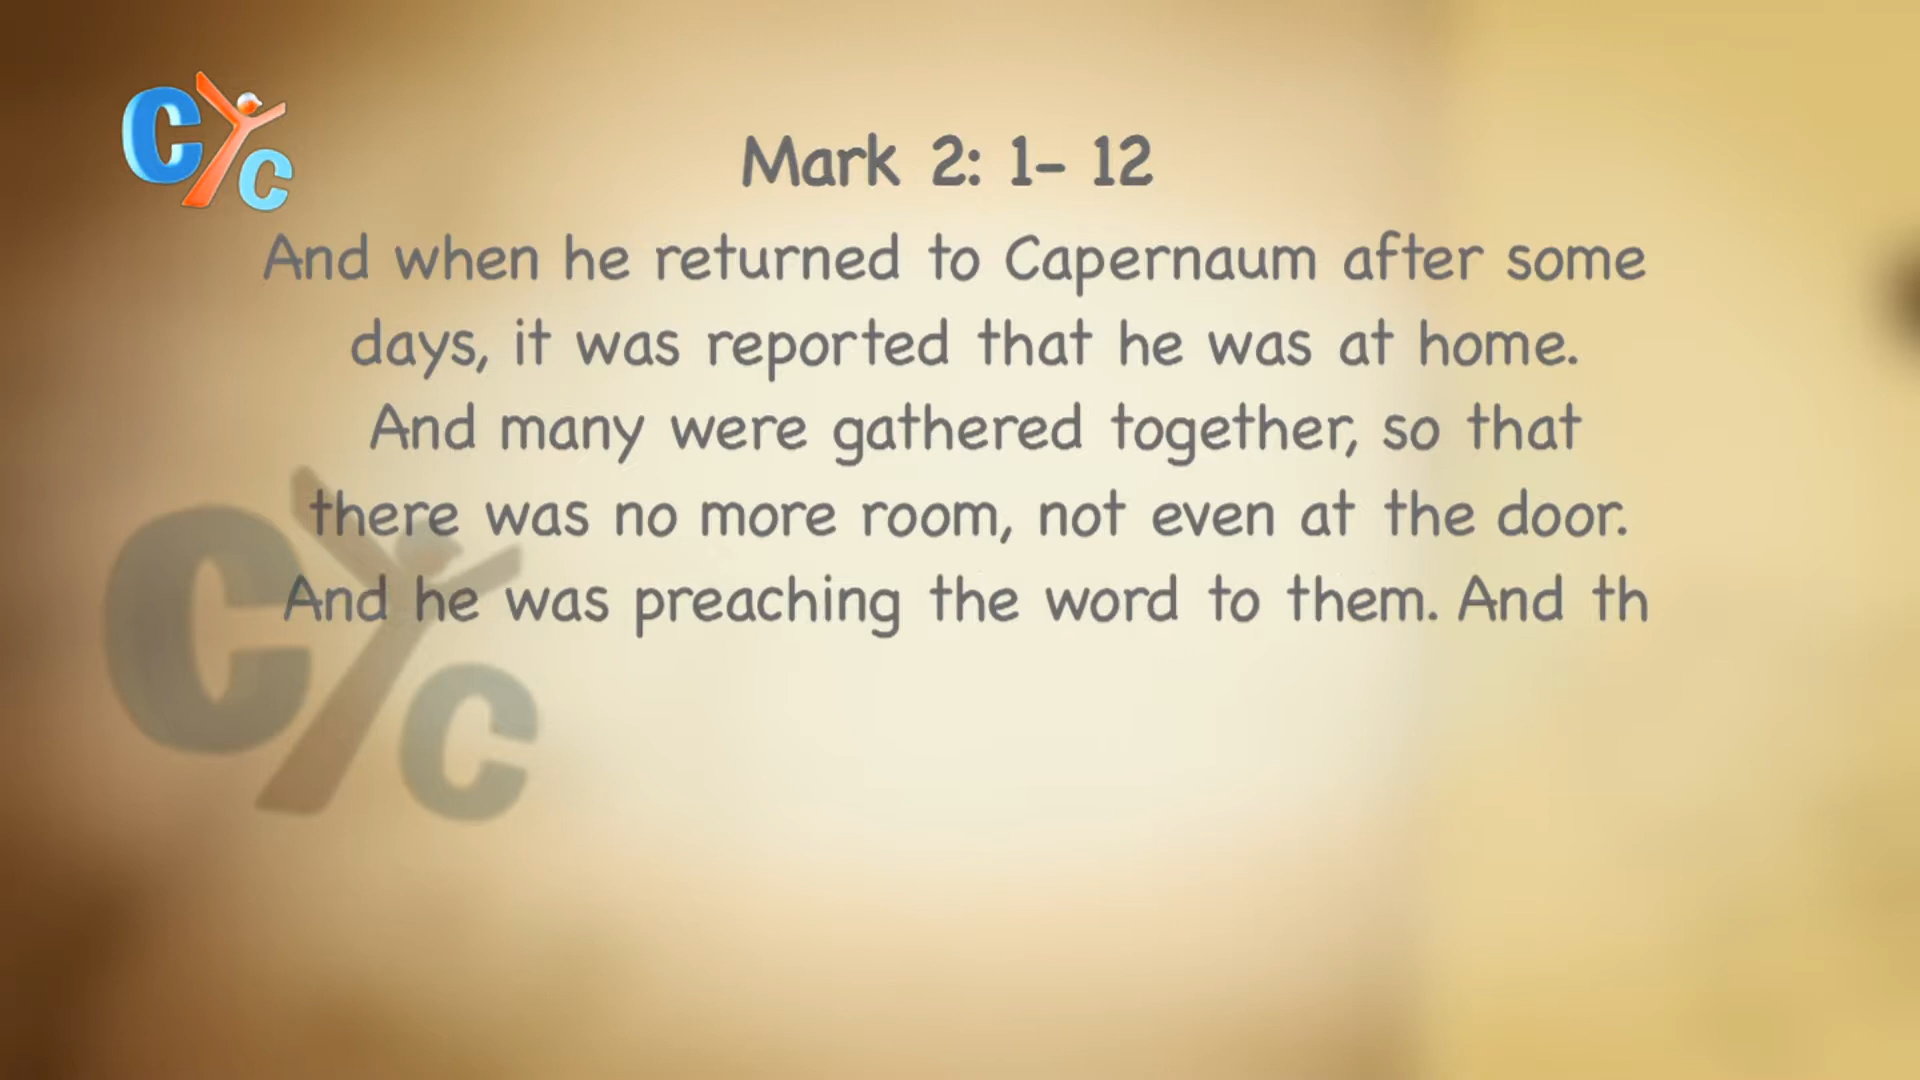 CYC
Mark 2: 1- 12
And when he returned to Capernaum after some
days, it was reported that he was at home.
And many were gathered together, so that
there was no more room, not even at the door.
And he was preaching the word to them. And th
CYC